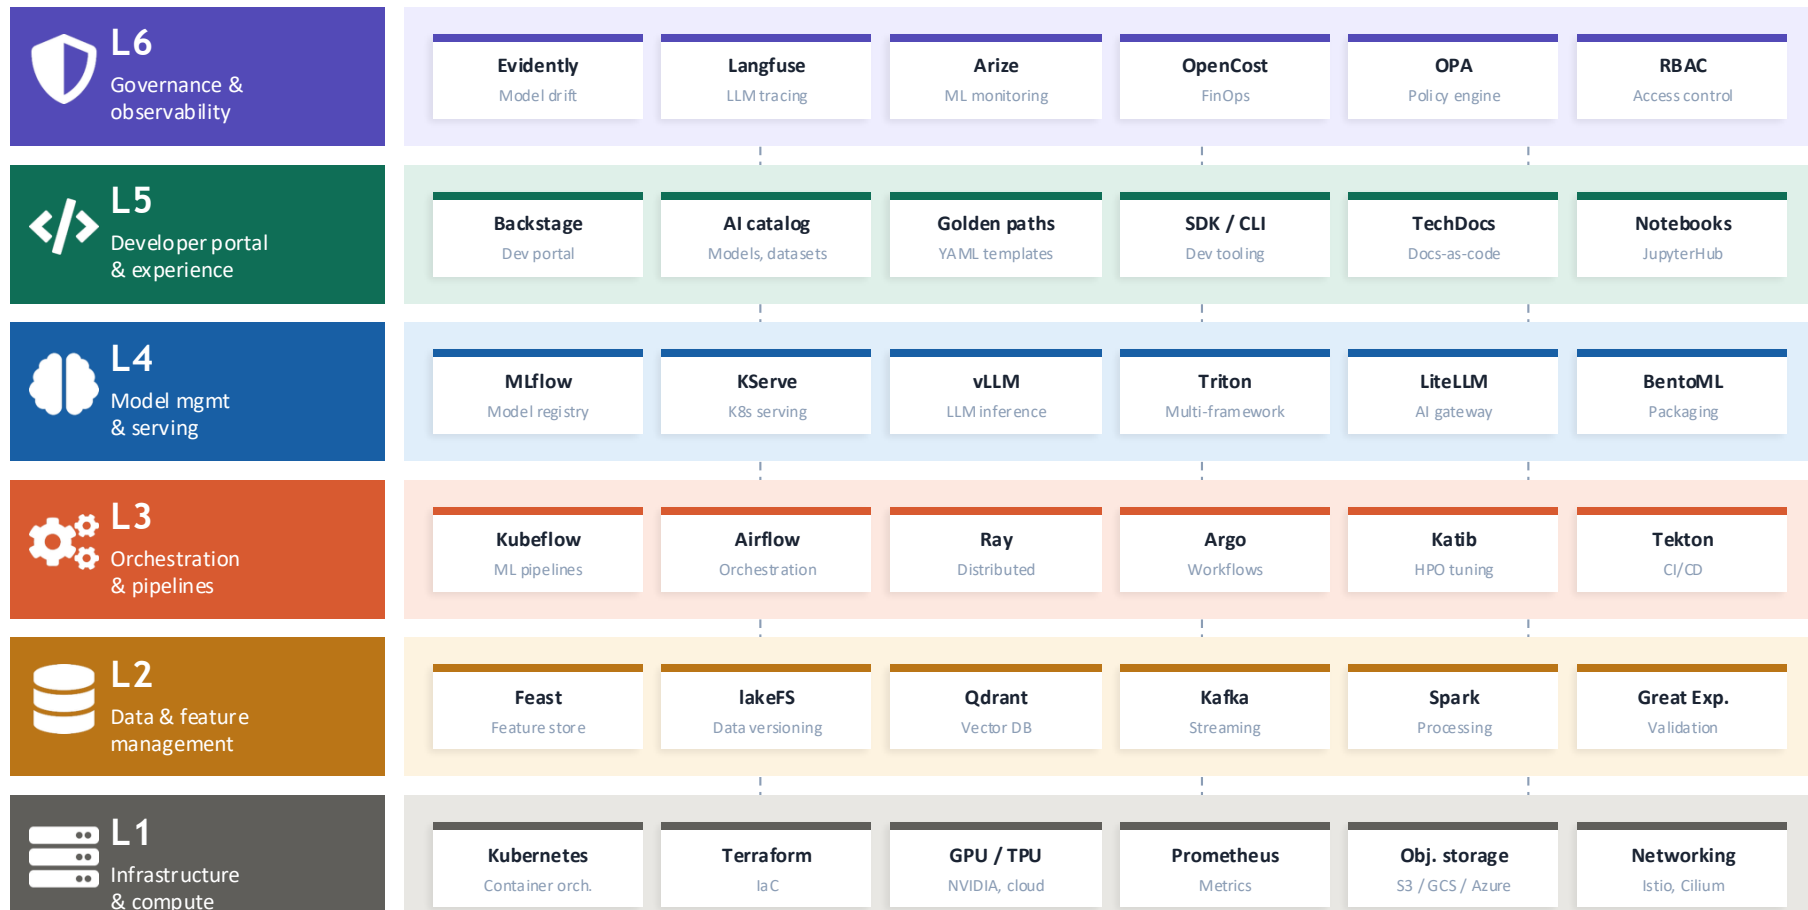 L6
Governance &
observability
Evidently
Model drift
Langfuse
LLM tracing
Arize
ML monitoring
OpenCost
FinOps
OPA
Policy engine
RBAC
Access control
L5
Developer portal
& experience
Backstage
Dev portal
AI catalog
Models, datasets
Golden paths
YAML templates
SDK / CLI
Dev tooling
TechDocs
Docs-as-code
Notebooks
JupyterHub
L4
Model mgmt
& serving
MLflow
Model registry
KServe
K8s serving
vLLM
LLM inference
Triton
Multi-framework
LiteLLM
AI gateway
BentoML
Packaging
L3
Orchestration
& pipelines
Kubeflow
ML pipelines
Airflow
Orchestration
Ray
Distributed
Argo
Workflows
Katib
HPO tuning
Tekton
CI/CD
L2
Data & feature
management
Feast
Feature store
lakeFS
Data versioning
Qdrant
Vector DB
Kafka
Streaming
Spark
Processing
Great Exp.
Validation
L1
Infrastructure
& compute
Kubernetes
Container orch.
Terraform
IaC
GPU / TPU
NVIDIA, cloud
Prometheus
Metrics
Obj. storage
S3 / GCS / Azure
Networking
Istio, Cilium